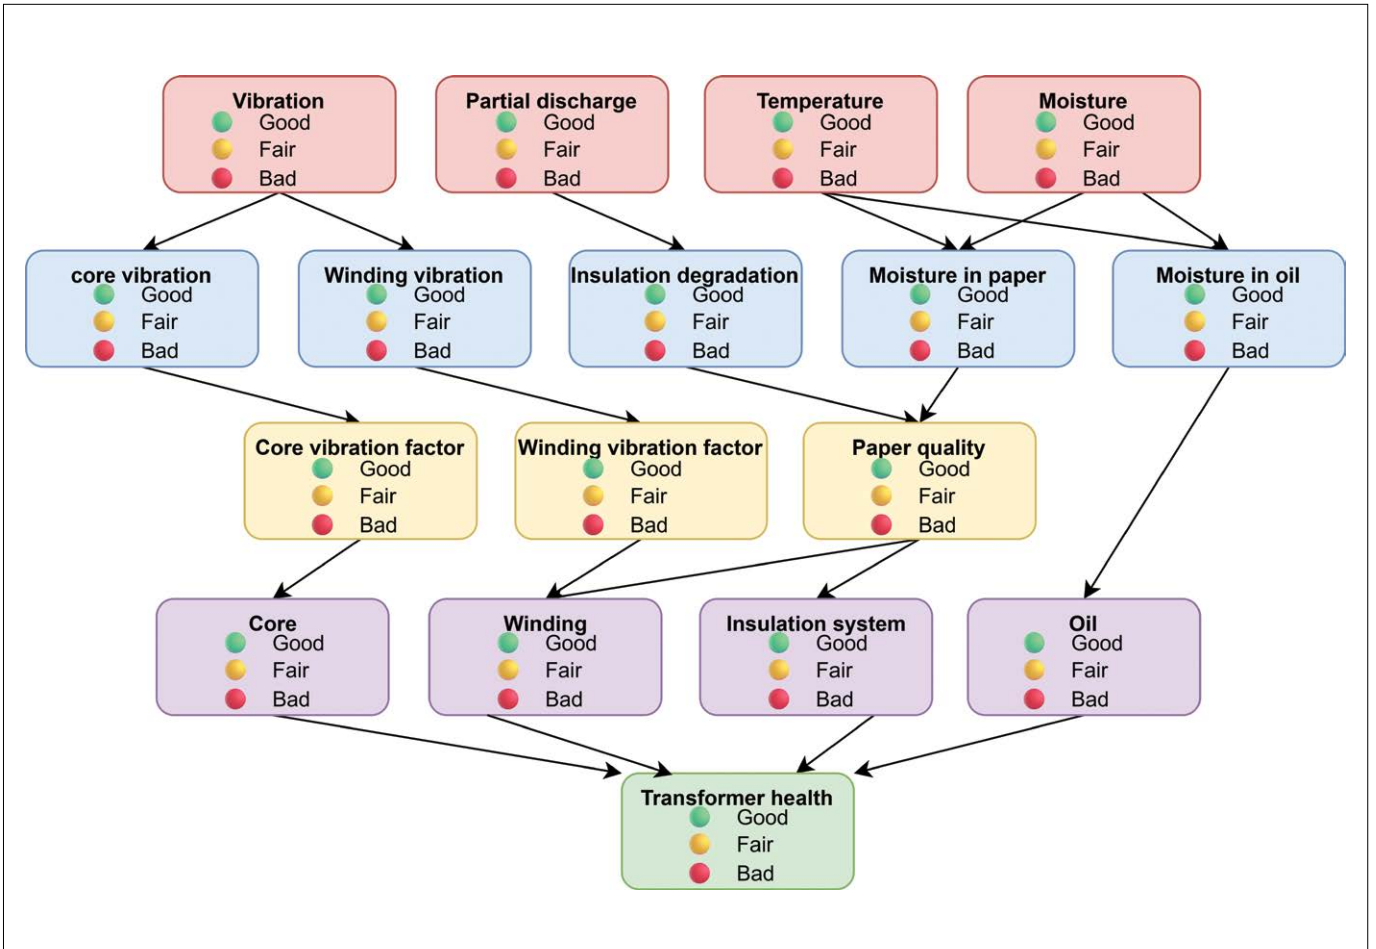 Vibration
Good
Fair
Bad
Partial discharge
Good
Fair
Bad
Temperature
Good
Fair
Bad
Moisture
Good
Fair
Bad
core vibration
Good
Fair
Bad
Winding vibration
Good
Fair
Bad
Insulation degradation
Good
Fair
Bad
Moisture in paper
Good
Fair
Bad
Moisture in oil
Good
Fair
Bad
Core vibration factor
Good
Fair
Bad
Winding vibration factor
Good
Fair
Bad
Paper quality
Good
Fair
Bad
Core
Good
Fair
Bad
Winding
Good
Fair
Bad
Insulation system
Good
Fair
Bad
Oil
Good
Fair
Bad
Transformer health
Good
Fair
Bad